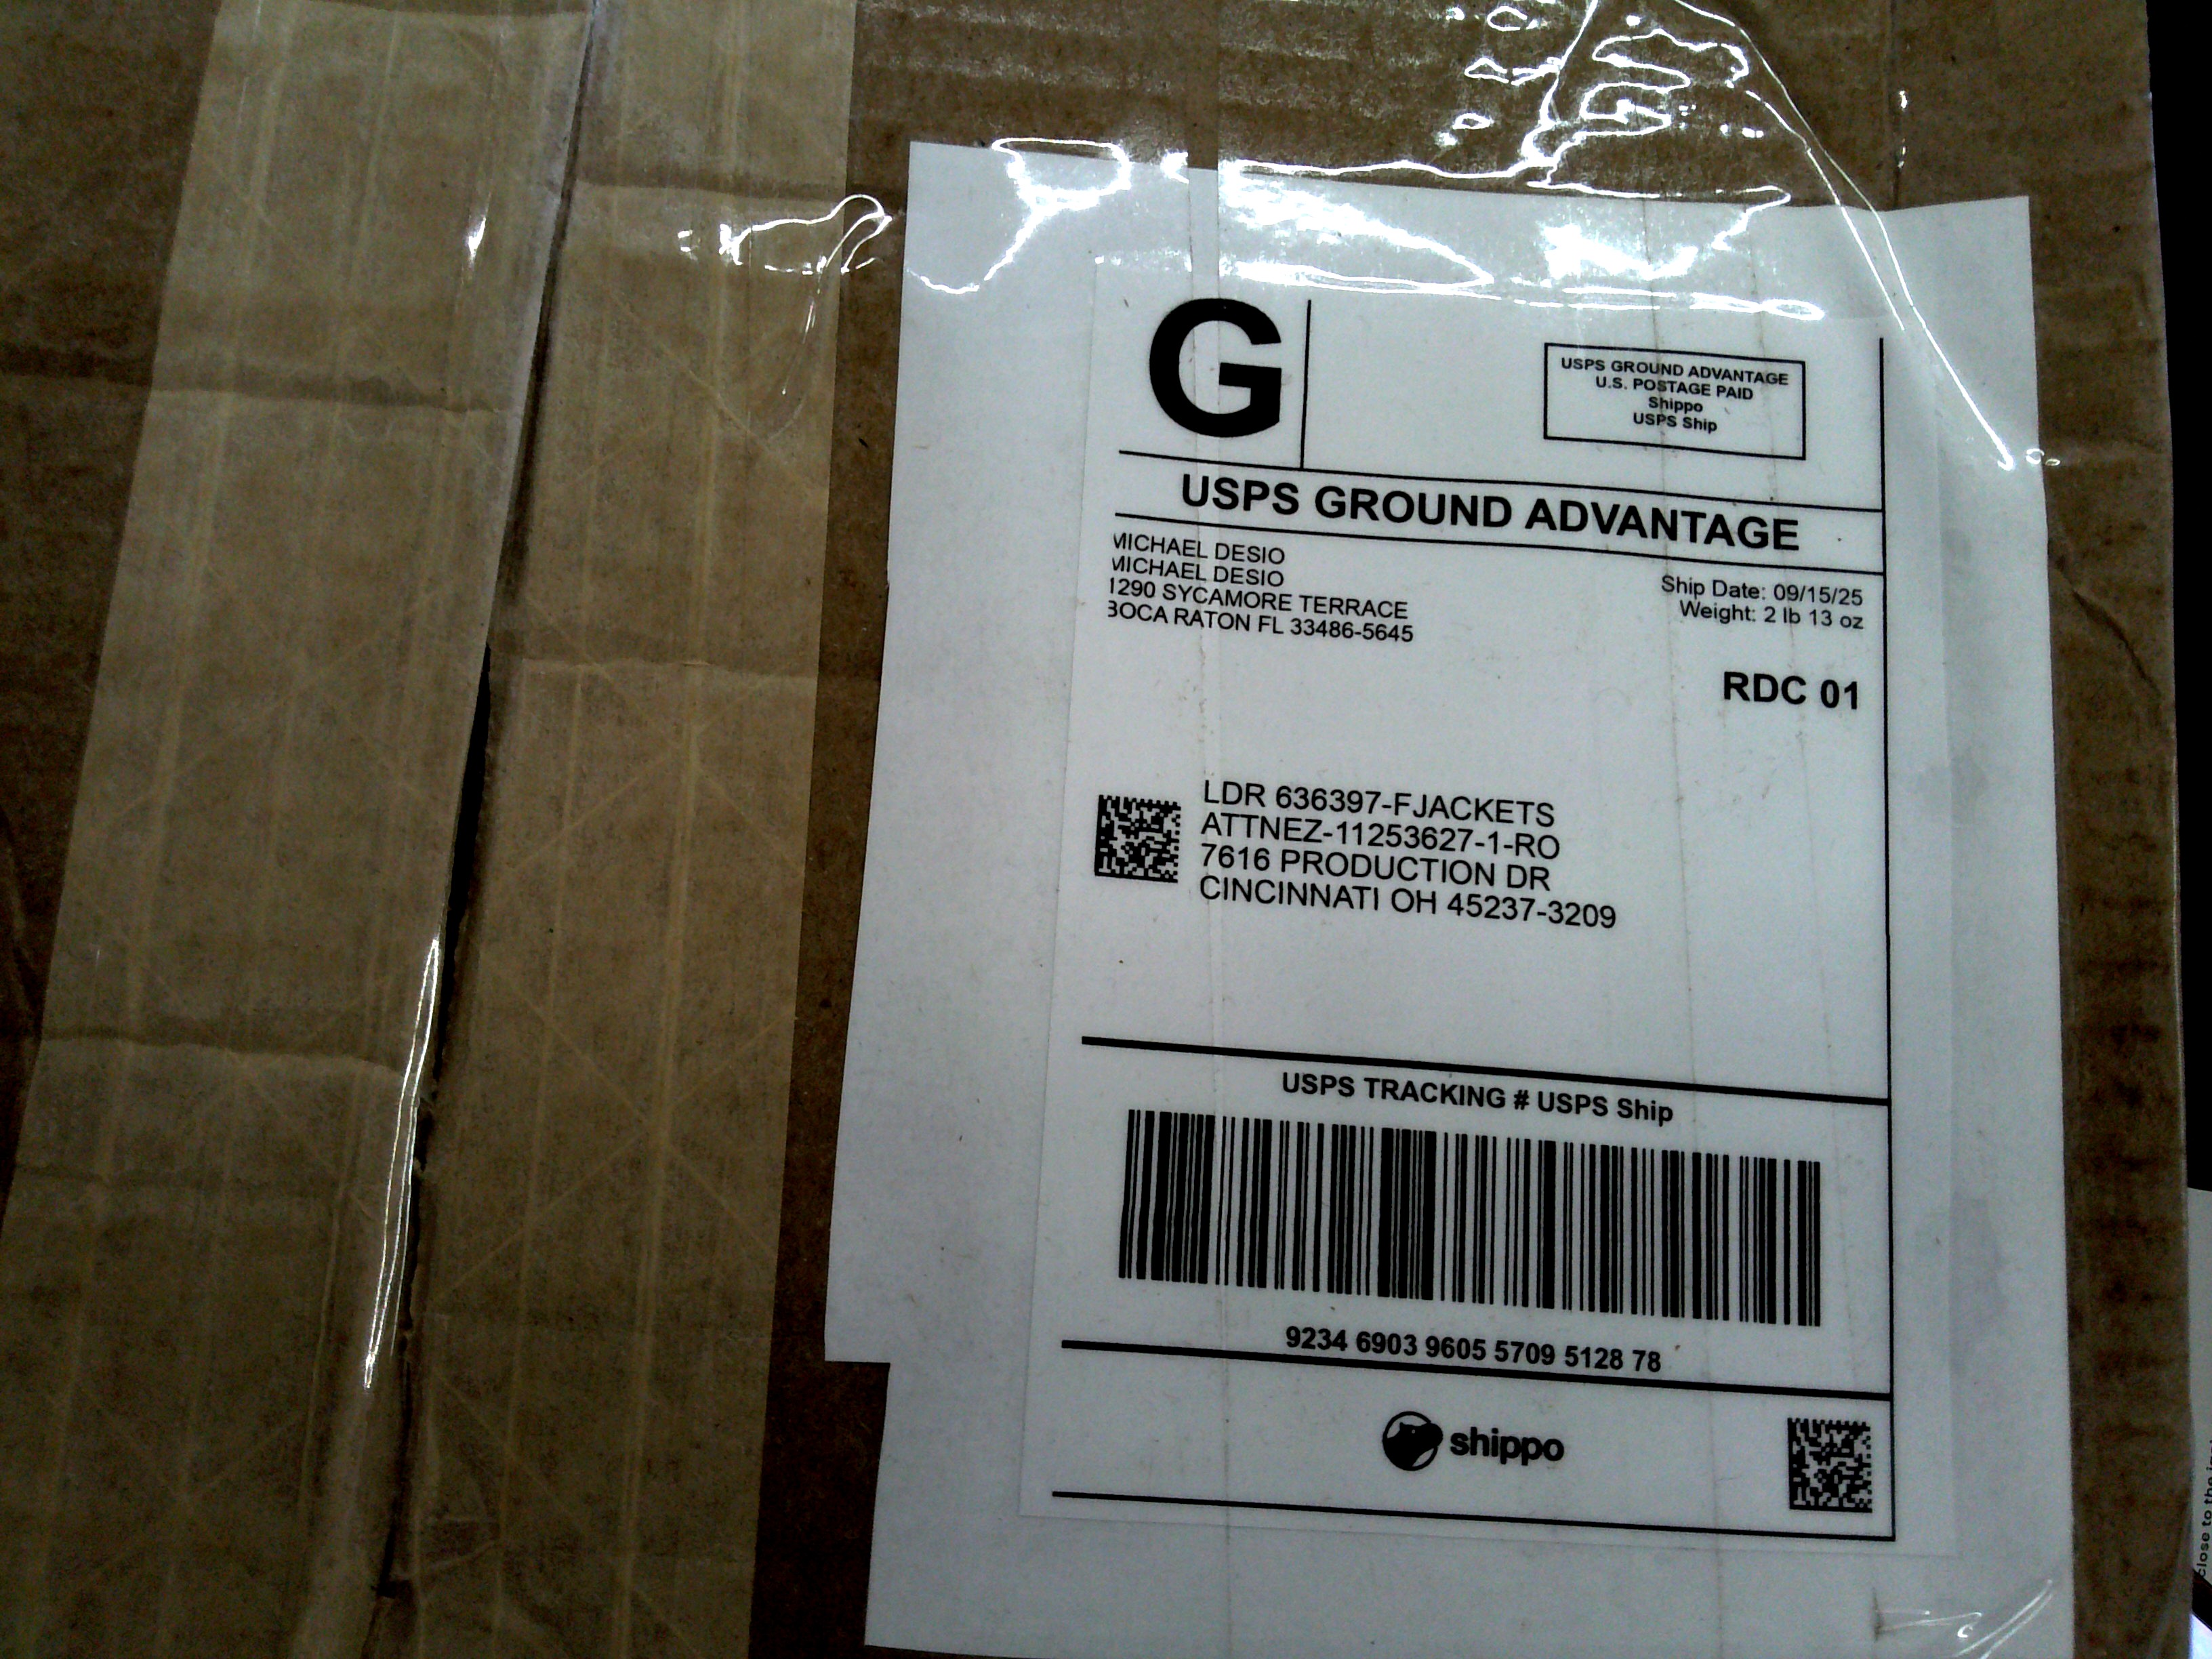 G
USPS GROUND ADVANTAGE
U.S. POSTAGE PAID
Shippo
USPS Ship
USPS GROUND ADVANTAGE
MICHAEL DESIO
MICHAEL DESIO
1290 SYCAMORE TERRACE
BOCA RATON FL 33486-5645
Ship Date: 09/15/25
Weight: 2 lb 13 oz
RDC 01
LDR 636397-FJACKETS
ATTNEZ-11253627-1-RO
7616 PRODUCTION DR
CINCINNATI OH 45237-3209
USPS TRACKING # USPS Ship
9234 6903 9605 5709 5128 78
shippo
close to the